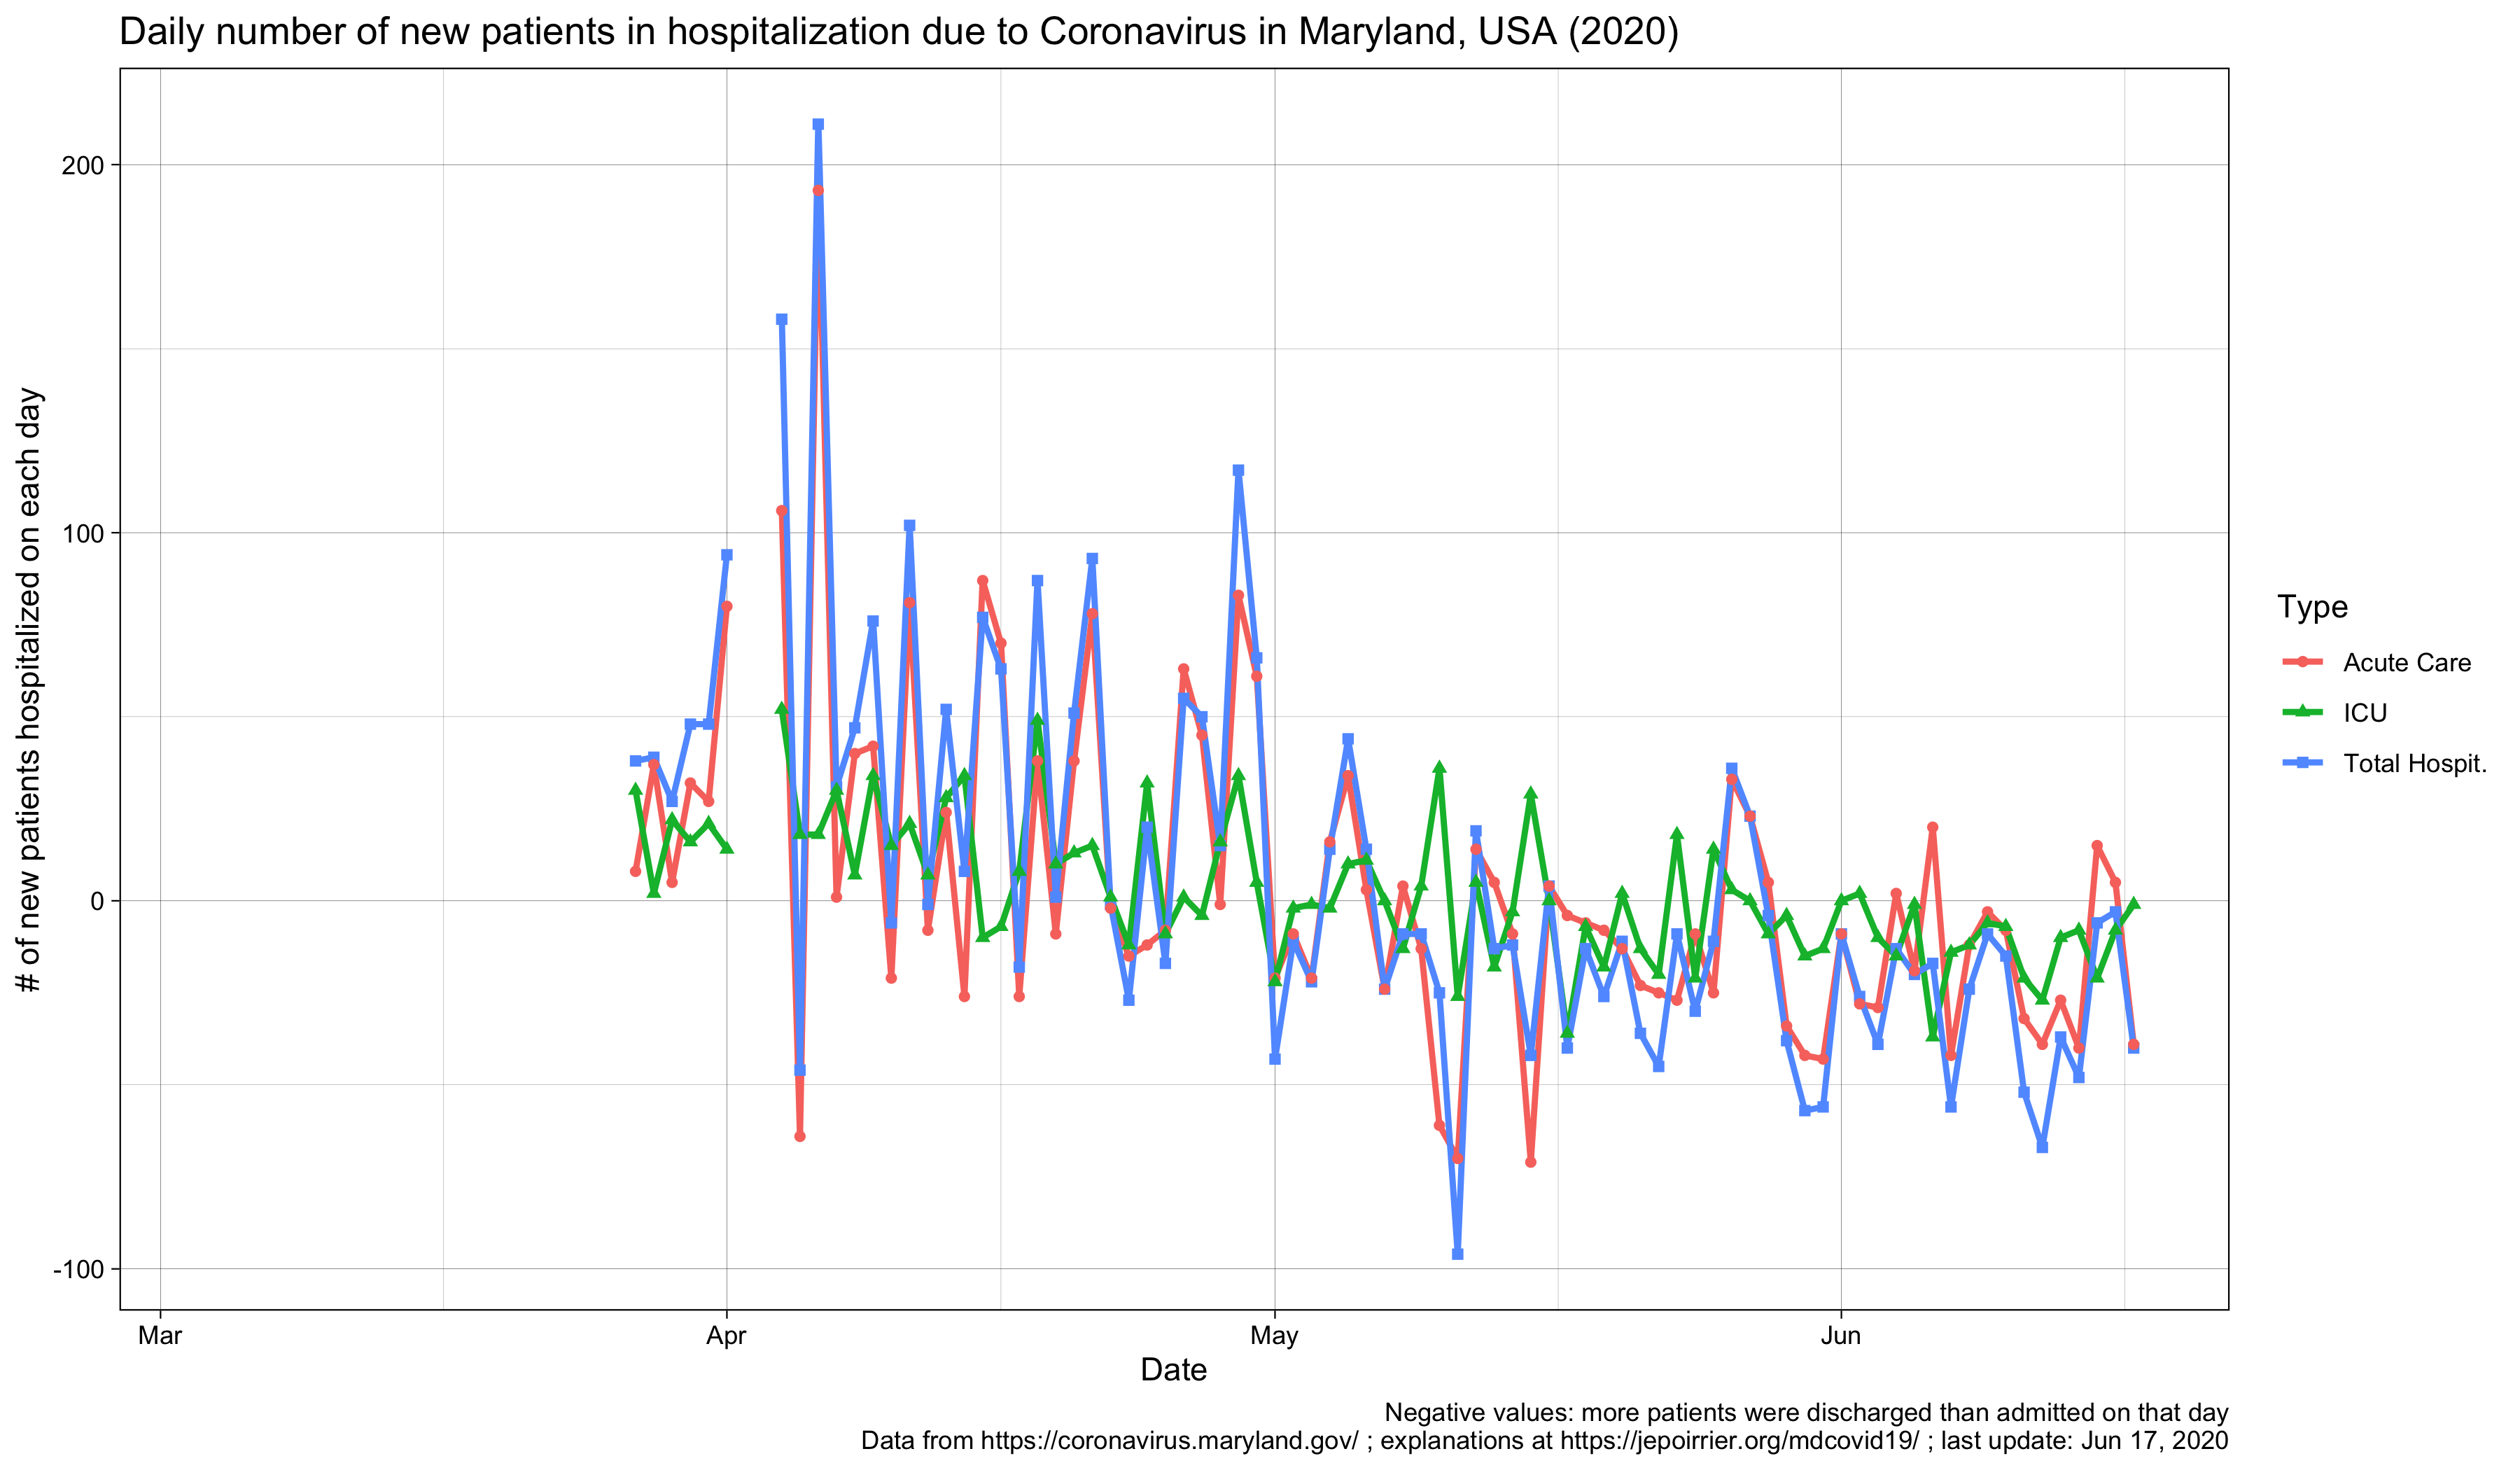 Daily number of new patients in hospitalization due to Coronavirus in Maryland, USA (2020)
# of new patients hospitalized on each day
200
100
0
-100
Mar
Apr
May
Jun
Date
Type
Acute Care
ICU
Total Hospit.
Negative values: more patients were discharged than admitted on that day
Data from https://coronavirus.maryland.gov/ ; explanations at https://jepoirrier.org/mdcovid19/ ; last update: Jun 17, 2020